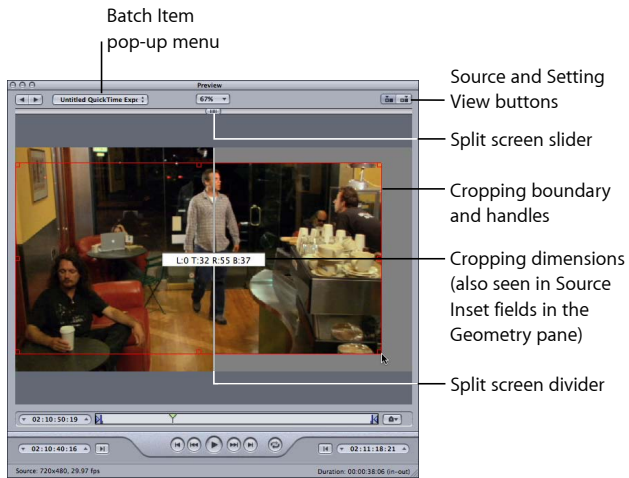 Batch Item
pop-up menu
Preview
Untitled QuickTime Expc
67%
Source and Setting
View buttons
Split screen slider
Cropping boundary
and handles
L:0 T:32 R:55 B:37
Cropping dimensions
(also seen in Source
Inset fields in the
Geometry pane)
Split screen divider
02:10:50:19
02:10:40:16
02:11:18:21
Source: 720x480, 29.97 fps
Duration: 00:00:38:06 (in-out)